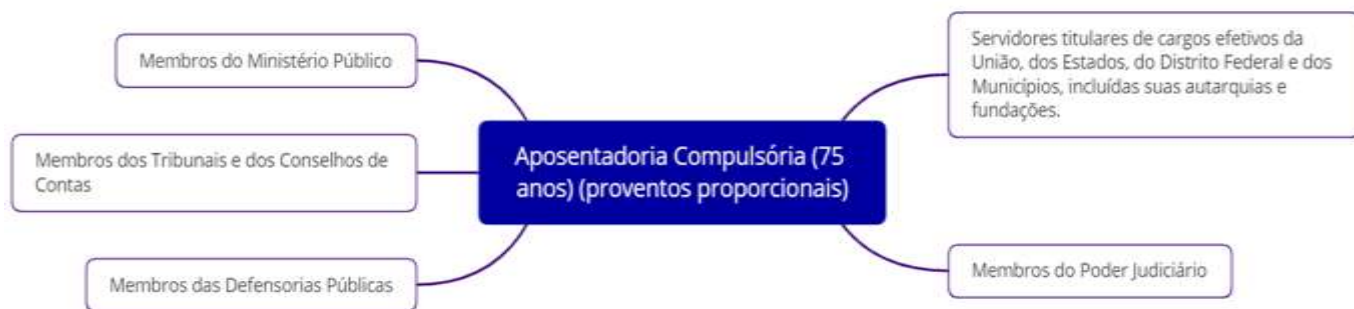 Membros do Ministério Público
Membros dos Tribunais e dos Conselhos de
Contas
Membros das Defensorias Públicas
Aposentadoria Compulsória (75
anos) (proventos proporcionais)
Servidores titulares de cargos efetivos da
União, dos Estados, do Distrito Federal e dos
Municípios, incluídas suas autarquias e
fundações.
Membros do Poder Judiciário